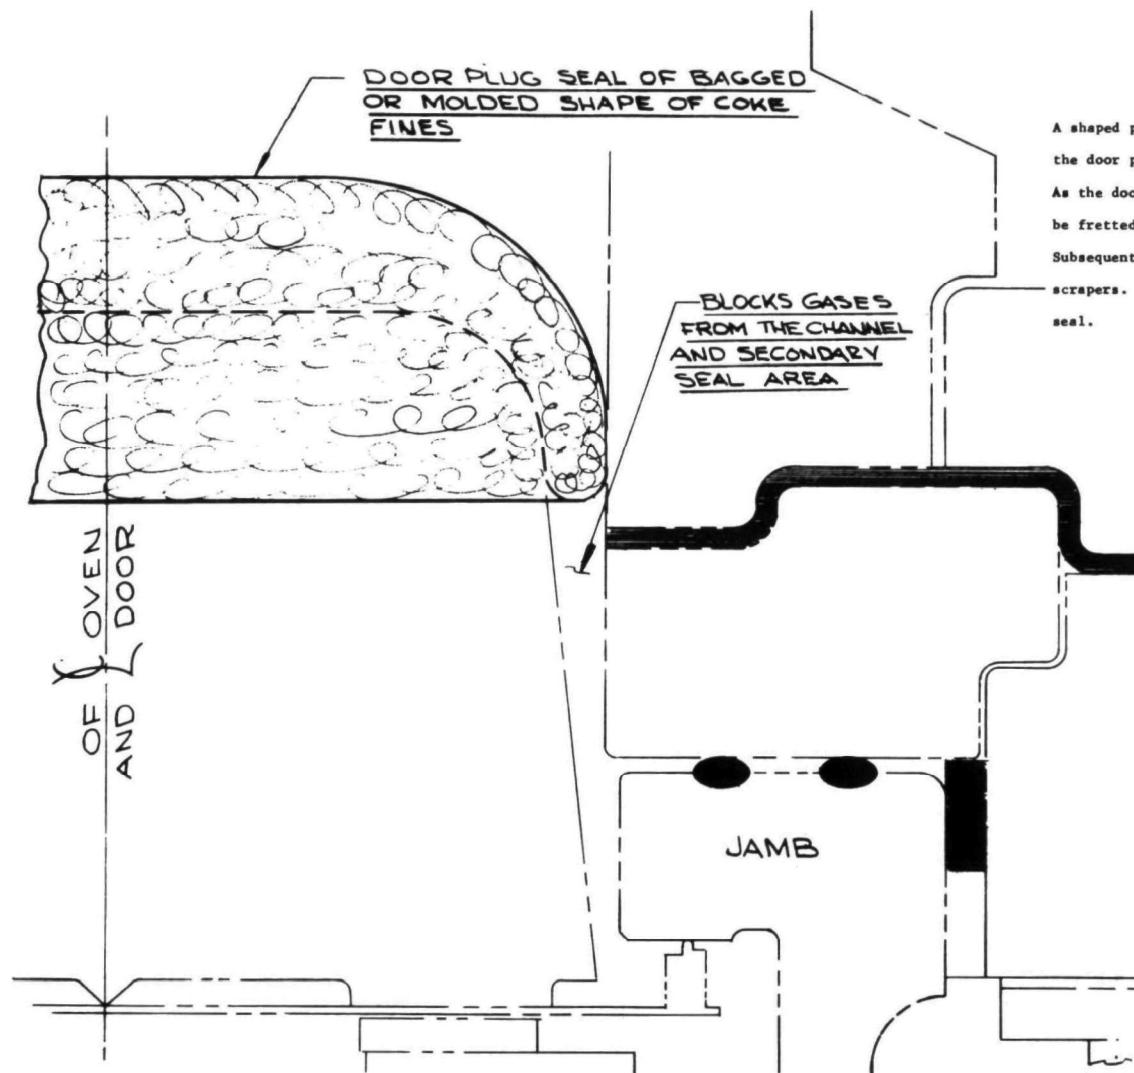 DOOR PLUG SEAL OF BAGGED
OR MOLDED SHAPE OF COKE
FINES
A shaped p
the door p
As the doo
be fretted
Subsequent
scrapers.
seal.
BLOCKS GASES
FROM THE CHANNEL
AND SECONDARY
SEAL AREA
℄
OF OVEN
AND DOOR
JAMB